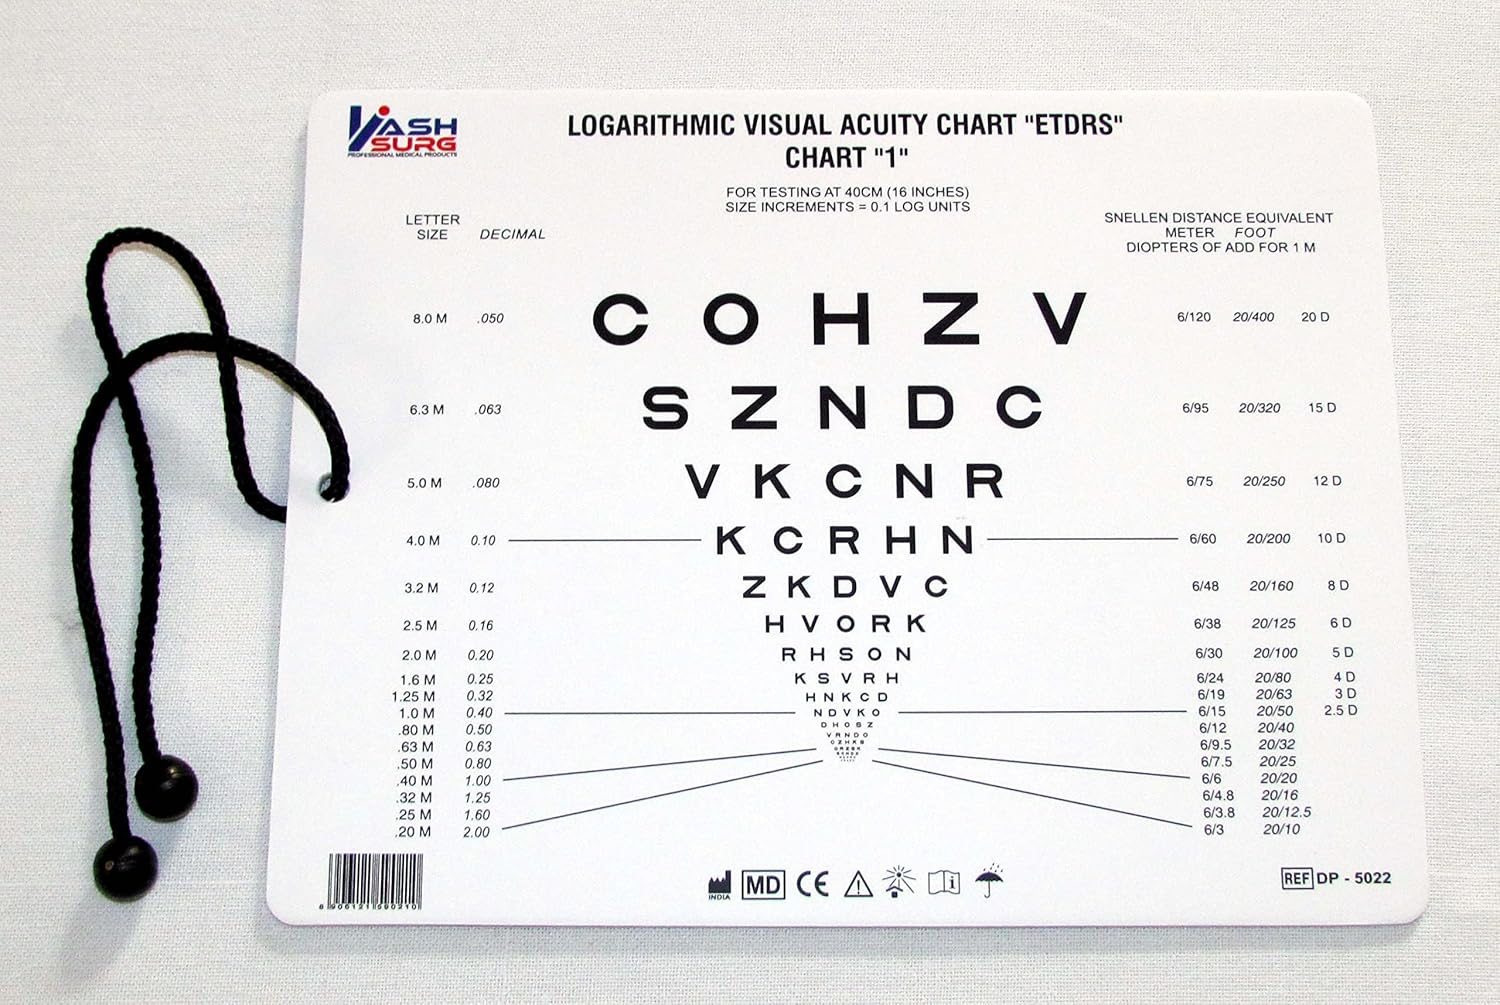 VASH
SURG
PROFESSIONAL MEDICAL PRODUCTS
LOGARITHMIC VISUAL ACUITY CHART "ETDRS"
CHART "1"
FOR TESTING AT 40CM (16 INCHES)
SIZE INCREMENTS = 0.1 LOG UNITS
LETTER
SIZE DECIMAL
SNELLEN DISTANCE EQUIVALENT
METER FOOT
DIOPTERS OF ADD FOR 1 M
8.0 M .050 C O H Z V 6/120 20/400 20 D
6.3 M .063 S Z N D C 6/95 20/320 15 D
5.0 M .080 V K C N R 6/75 20/250 12 D
4.0 M 0.10 K C R H N 6/60 20/200 10 D
3.2 M 0.12 Z K D V C 6/48 20/160 8 D
2.5 M 0.16 H V O R K 6/38 20/125 6 D
2.0 M 0.20 R H S O N 6/30 20/100 5 D
1.6 M 0.25 K S V R H 6/24 20/80 4 D
1.25 M 0.32 H N K C D 6/19 20/63 3 D
1.0 M 0.40 N D V K O 6/15 20/50 2.5 D
.80 M 0.50 D H O S Z 6/12 20/40
.63 M 0.63 V R N D O 6/9.5 20/32
.50 M 0.80 C Z H K S 6/7.5 20/25
.40 M 1.00 6/6 20/20
.32 M 1.25 6/4.8 20/16
.25 M 1.60 6/3.8 20/12.5
.20 M 2.00 6/3 20/10
8 906121 590210
INDIA
MD CE
REF DP - 5022